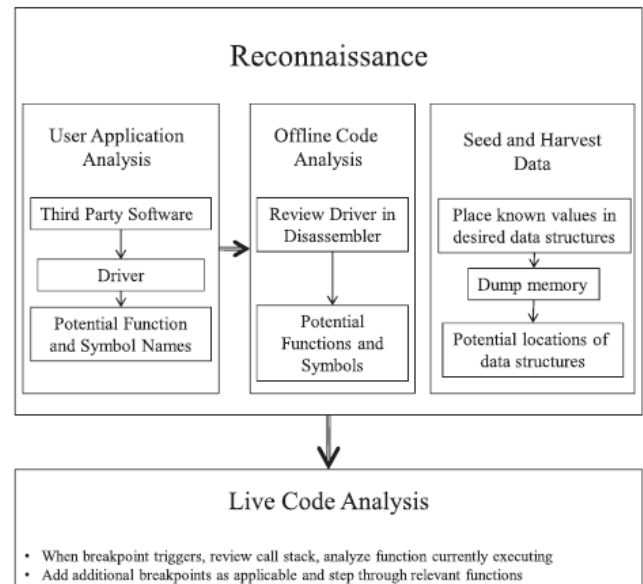 Reconnaissance
User Application
Analysis
Third Party Software
Driver
Potential Function
and Symbol Names
Offline Code
Analysis
Review Driver in
Disassembler
Potential
Functions and
Symbols
Seed and Harvest
Data
Place known values in
desired data structures
Dump memory
Potential locations of
data structures
Live Code Analysis
• When breakpoint triggers, review call stack, analyze function currently executing
• Add additional breakpoints as applicable and step through relevant functions